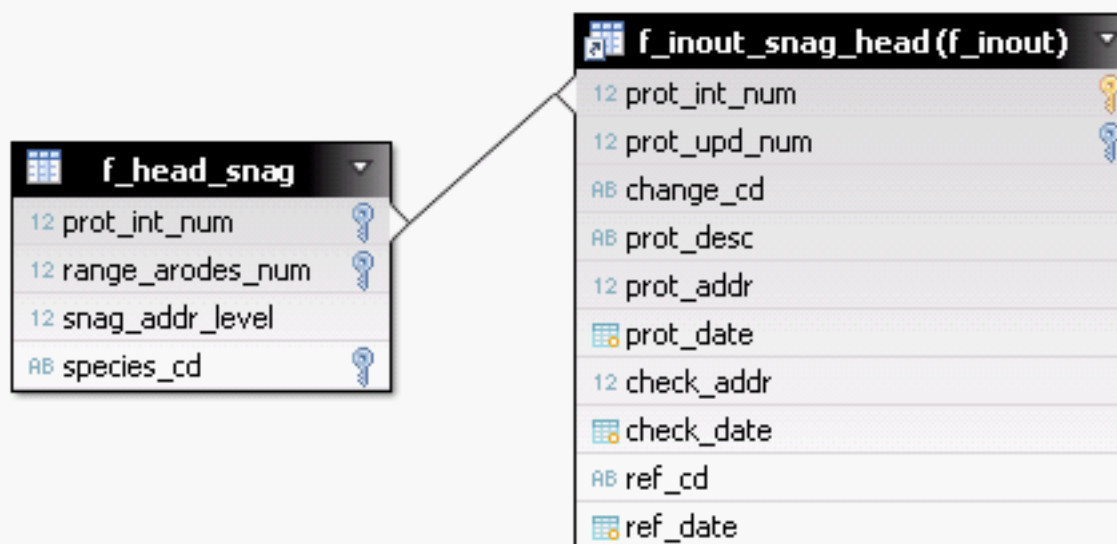 f_head_snag
12 prot_int_num
12 range_arodes_num
12 snag_addr_level
AB species_cd
f_inout_snag_head (f_inout)
12 prot_int_num
12 prot_upd_num
AB change_cd
AB prot_desc
12 prot_addr
prot_date
12 check_addr
check_date
AB ref_cd
ref_date